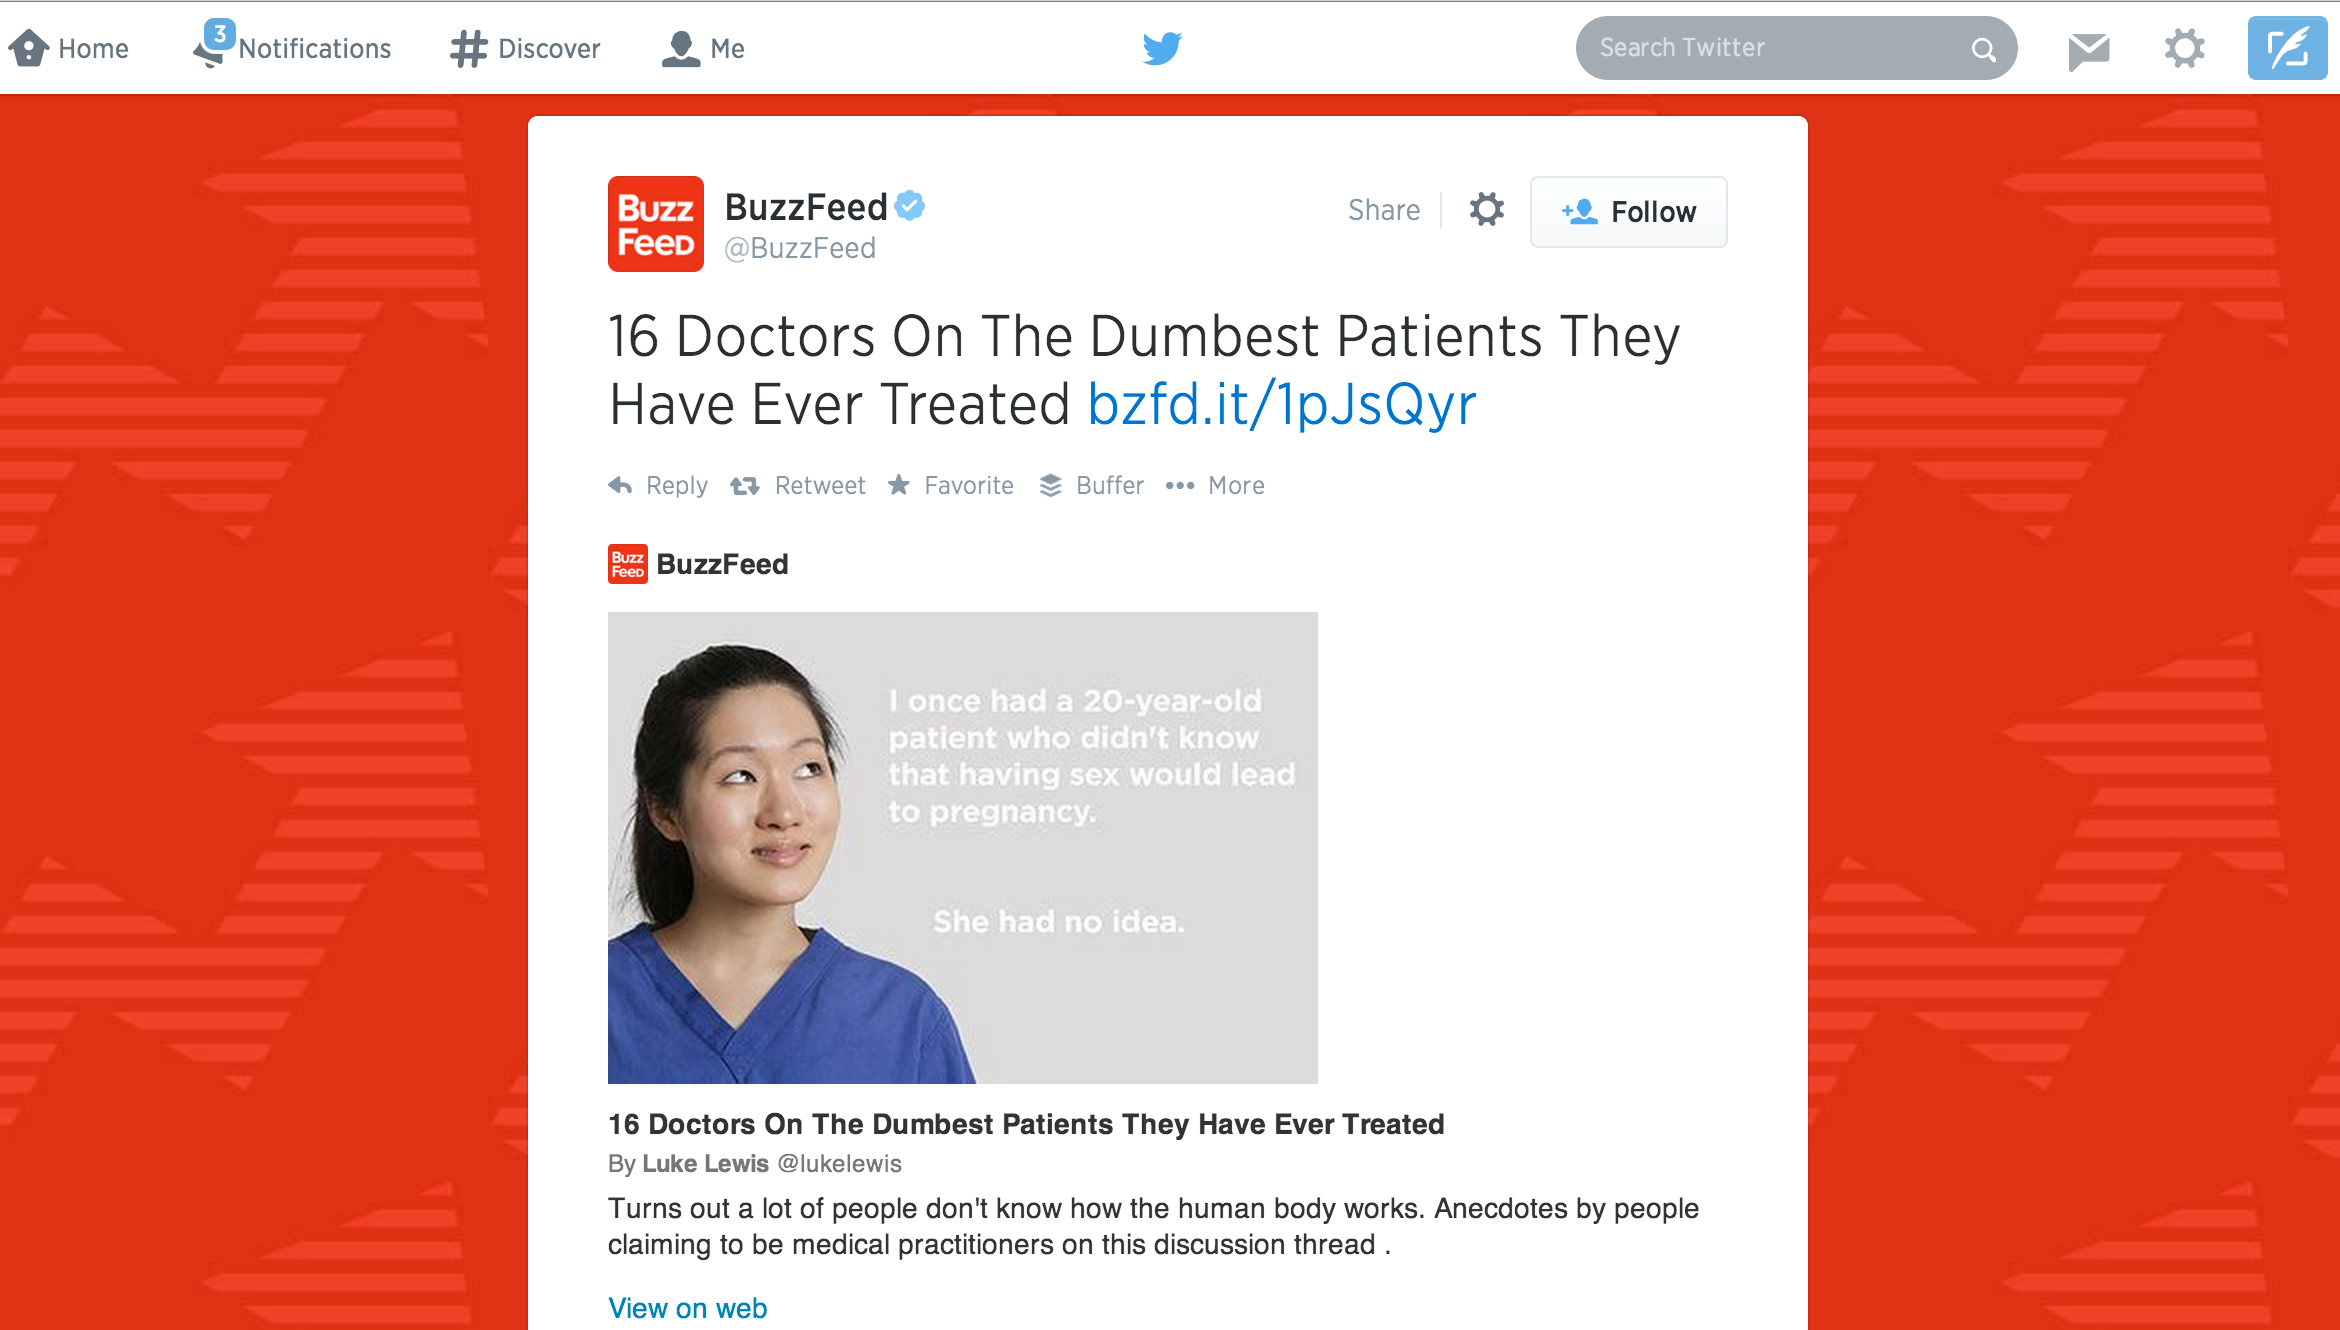 Home 3 Notifications Discover Me Search Twitter
BUZZ
FEED
BuzzFeed
@BuzzFeed
Share Follow
16 Doctors On The Dumbest Patients They
Have Ever Treated bzfd.it/1pJsQyr
Reply Retweet Favorite Buffer More
BUZZ
FEED
BuzzFeed
I once had a 20-year-old
patient who didn't know
that having sex would lead
to pregnancy.
She had no idea.
16 Doctors On The Dumbest Patients They Have Ever Treated
By Luke Lewis @lukelewis
Turns out a lot of people don't know how the human body works. Anecdotes by people
claiming to be medical practitioners on this discussion thread .
View on web